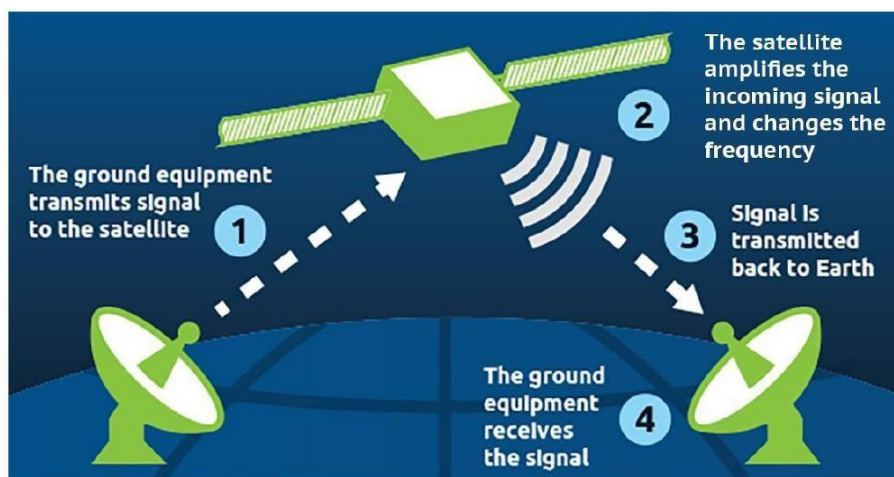 The ground equipment
transmits signal
to the satellite
1
2
The satellite
amplifies the
incoming signal
and changes the
frequency
3
Signal is
transmitted
back to Earth
The ground
equipment
receives
the signal
4